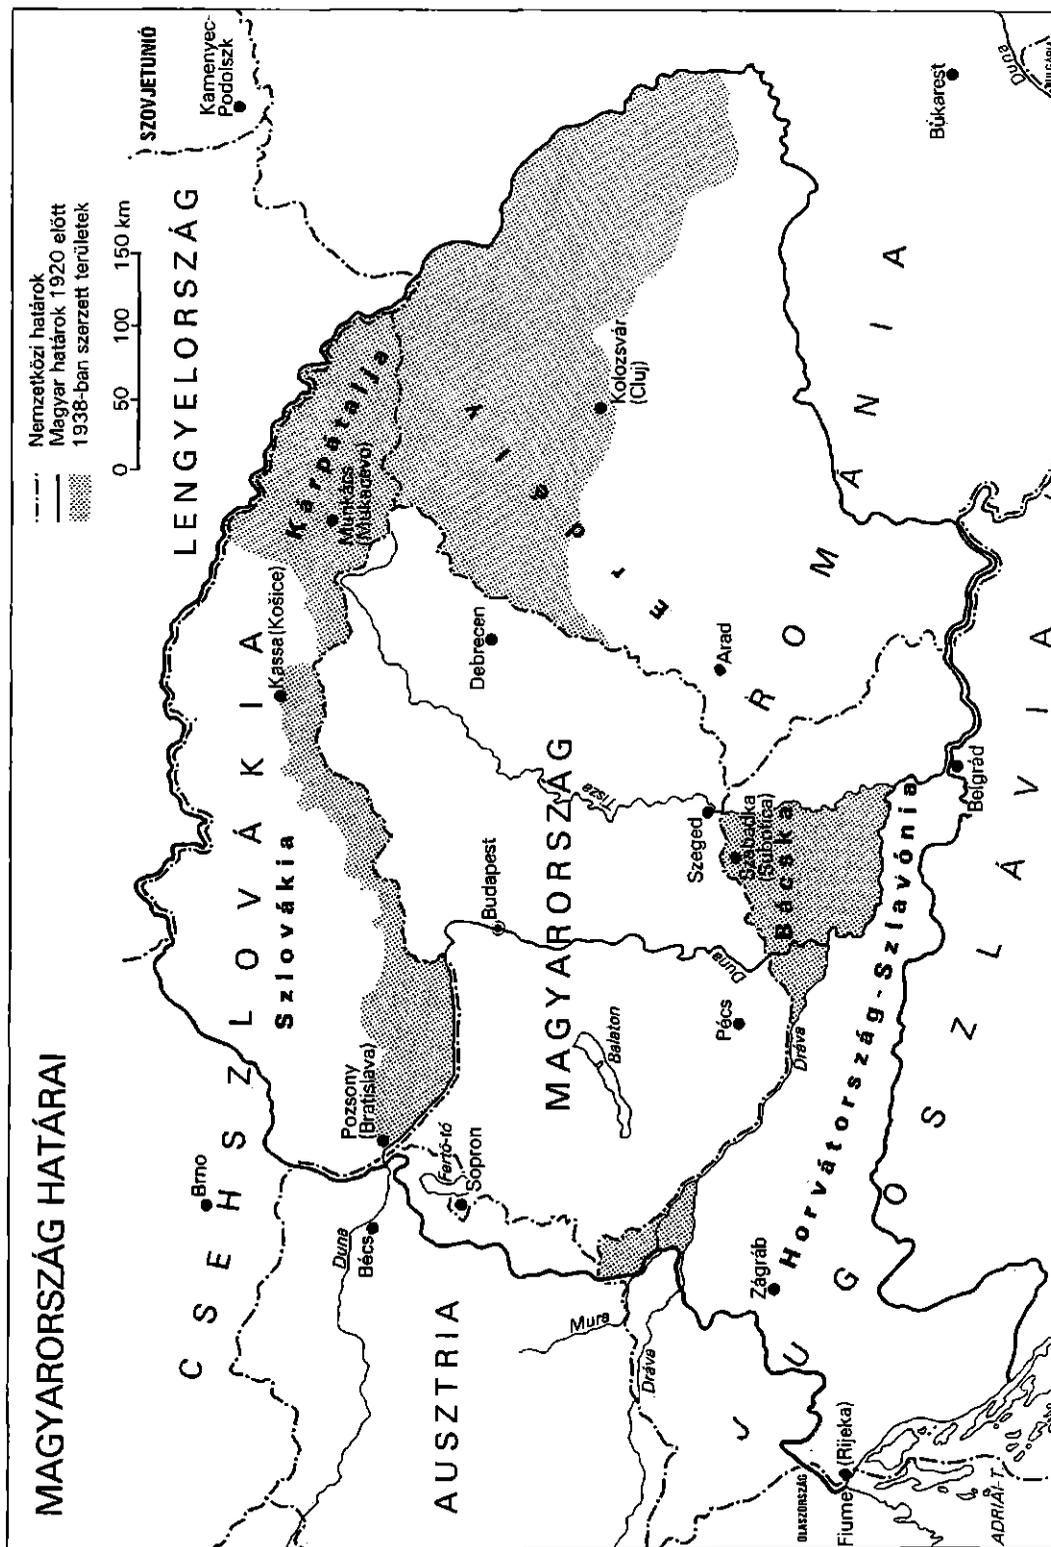 MAGYARORSZÁG HATÁRAI
Nemzetközi határok
Magyar határok 1920 előtt
1938-ban szerzett területek
0 50 100 150 km
SZOVJETUNIÓ
Kamenyec-
Podolszk
LENGYELORSZÁG
CSEHSZLOVÁKIA
Brno
Szlovákia
Kassa (Košice)
Kárpátalja
Munkács
(Mukačevo)
Pozsony
(Bratislava)
Duna
Bécs
AUSZTRIA
Fertő-tó
Sopron
Budapest
Debrecen
Tisza
MAGYARORSZÁG
Balaton
Erdélyi
Kolozsvár
(Cluj)
Mura
Dráva
Pécs
Duna
Dráva
Szeged
Szabadka
(Subotica)
Bácska
Arad
ROMÁNIA
Bukarest
Duna
BULGÁRIA
Zágráb
Horvátország-Szlavónia
Belgrád
JUGOSZLÁVIA
OLASZORSZÁG
Fiume (Rijeka)
ADRIAI-T.